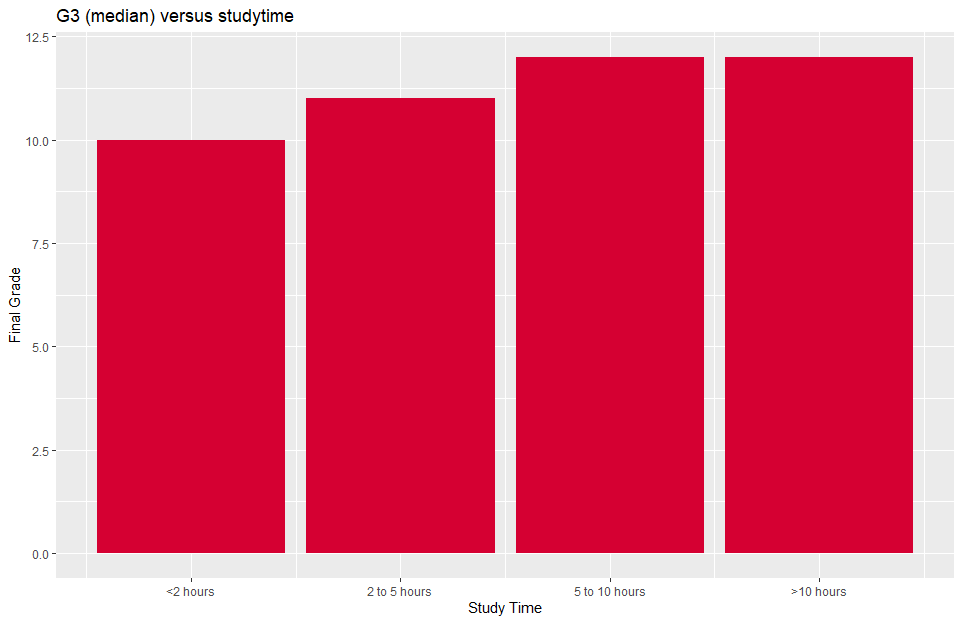 G3 (median) versus studytime
12.5
10.0
7.5
5.0
2.5
0.0
Final Grade
<2 hours 2 to 5 hours 5 to 10 hours >10 hours
Study Time